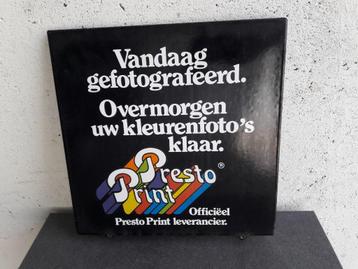 Vandaag
gefotografeerd.
Overmorgen
uw kleurenfoto's
klaar.
Presto ®
Print
Officiëel
Presto Print leverancier.